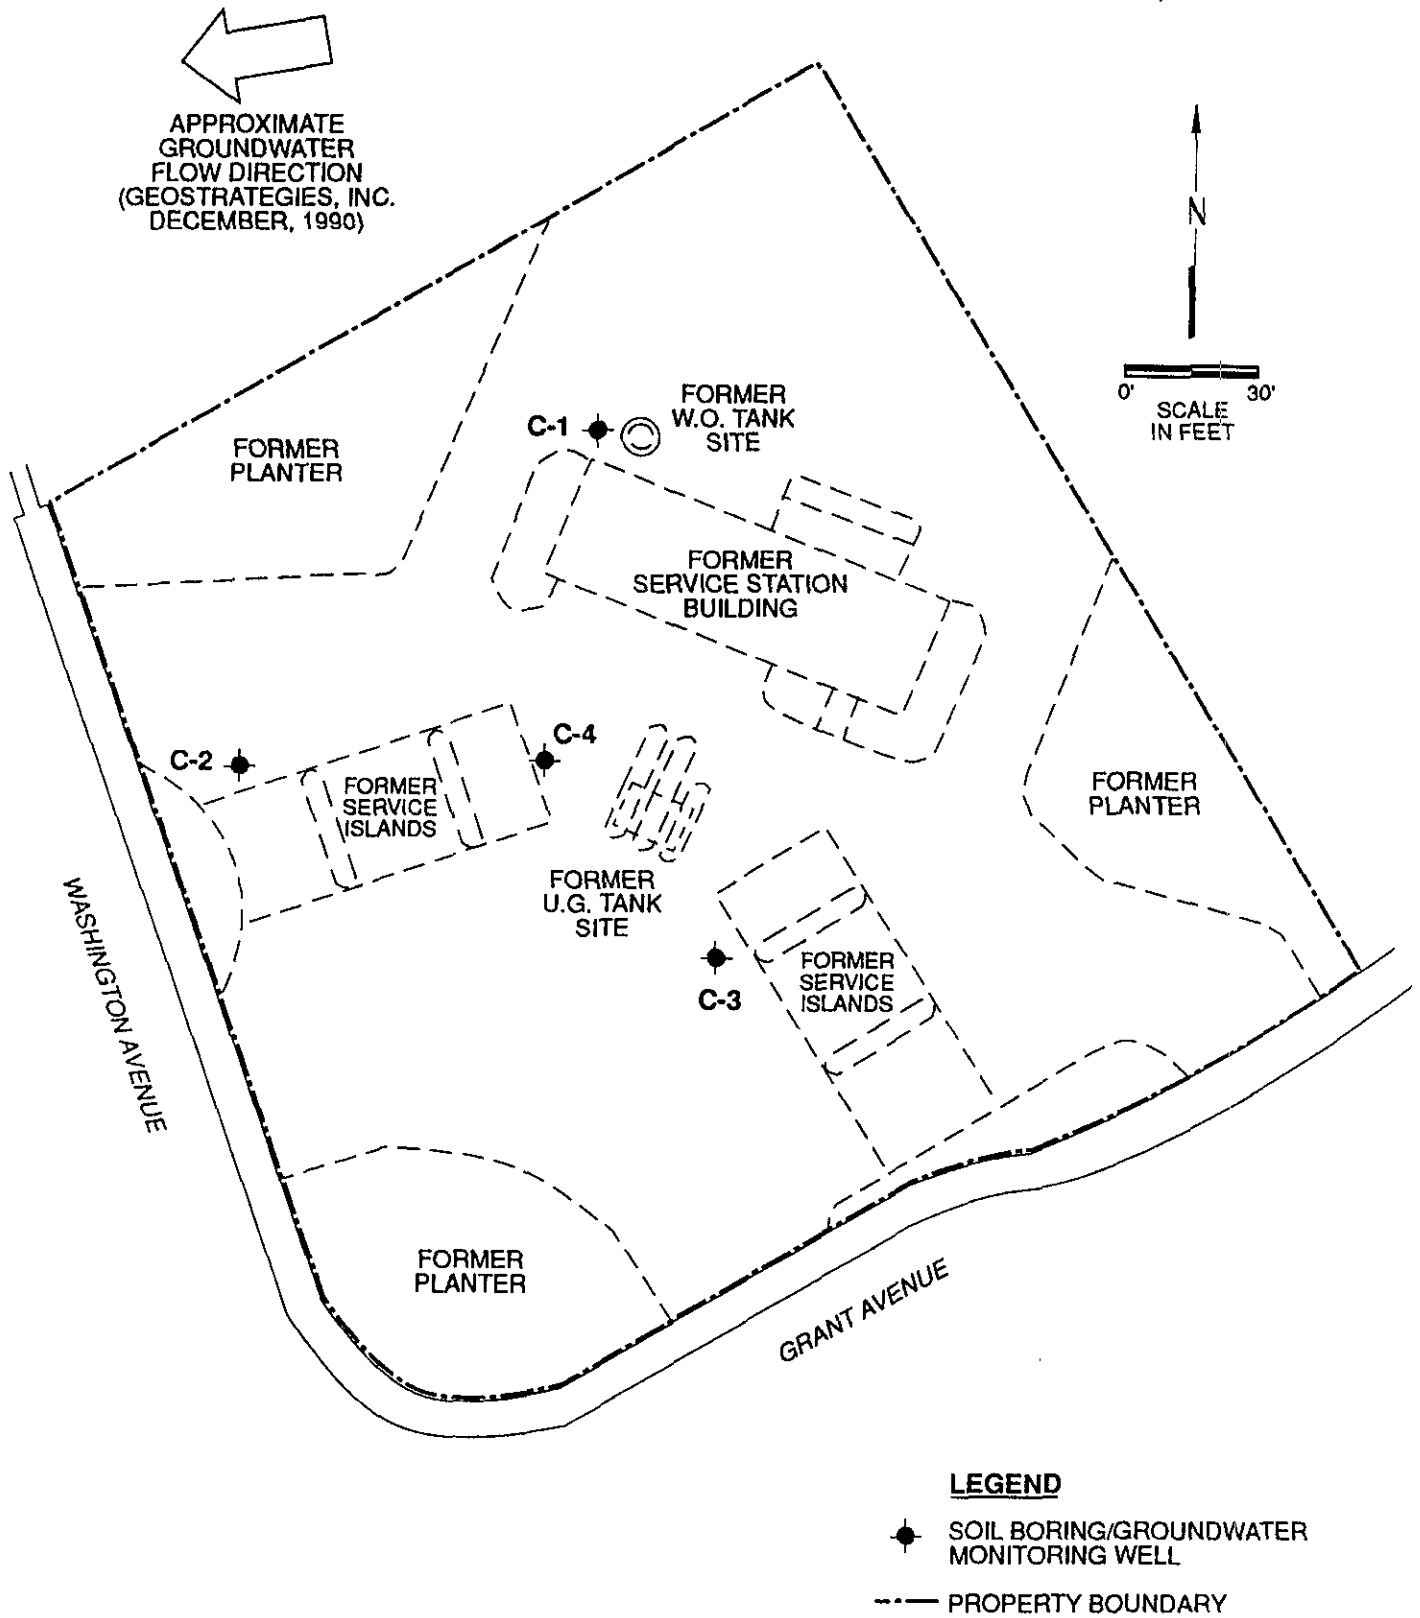 APPROXIMATE
GROUNDWATER
FLOW DIRECTION
(GEOSTRATEGIES, INC.
DECEMBER, 1990)
N
0' 30'
SCALE
IN FEET
FORMER
W.O. TANK
SITE
C-1
FORMER
PLANTER
FORMER
SERVICE STATION
BUILDING
C-2
C-4
FORMER
SERVICE
ISLANDS
FORMER
PLANTER
FORMER
U.G. TANK
SITE
WASHINGTON AVENUE
C-3
FORMER
SERVICE
ISLANDS
FORMER
PLANTER
GRANT AVENUE
LEGEND
SOIL BORING/GROUNDWATER
MONITORING WELL
PROPERTY BOUNDARY